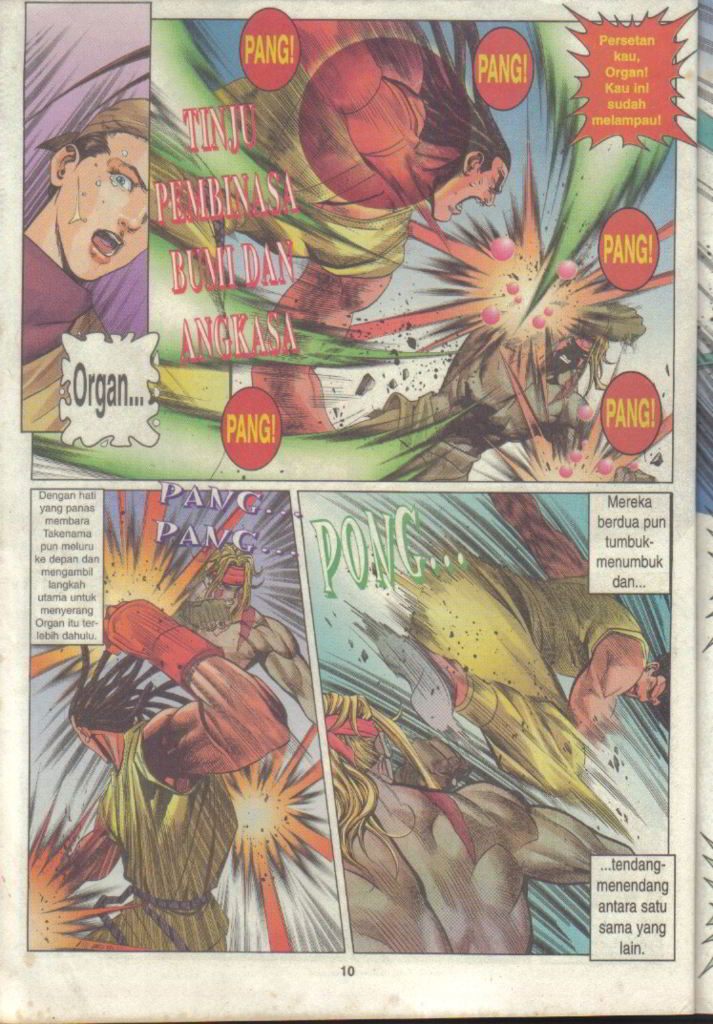 PANG!
PANG!
Persetan
kau,
Organ!
Kau ini
sudah
melampau!
TINJU
PEMBINASA
BUMI DAN
ANGKASA
PANG!
Organ...
PANG!
PANG!
Dengan hati
yang panas
membara
Takenama
pun meluru
ke depan dan
mengambil
langkah
utama untuk
menyerang
Organ itu ter-
lebih dahulu.
PANG...
PANG...
PONG...
Mereka
berdua pun
tumbuk-
menumbuk
dan...
...tendang-
menendang
antara satu
sama yang
lain.
10